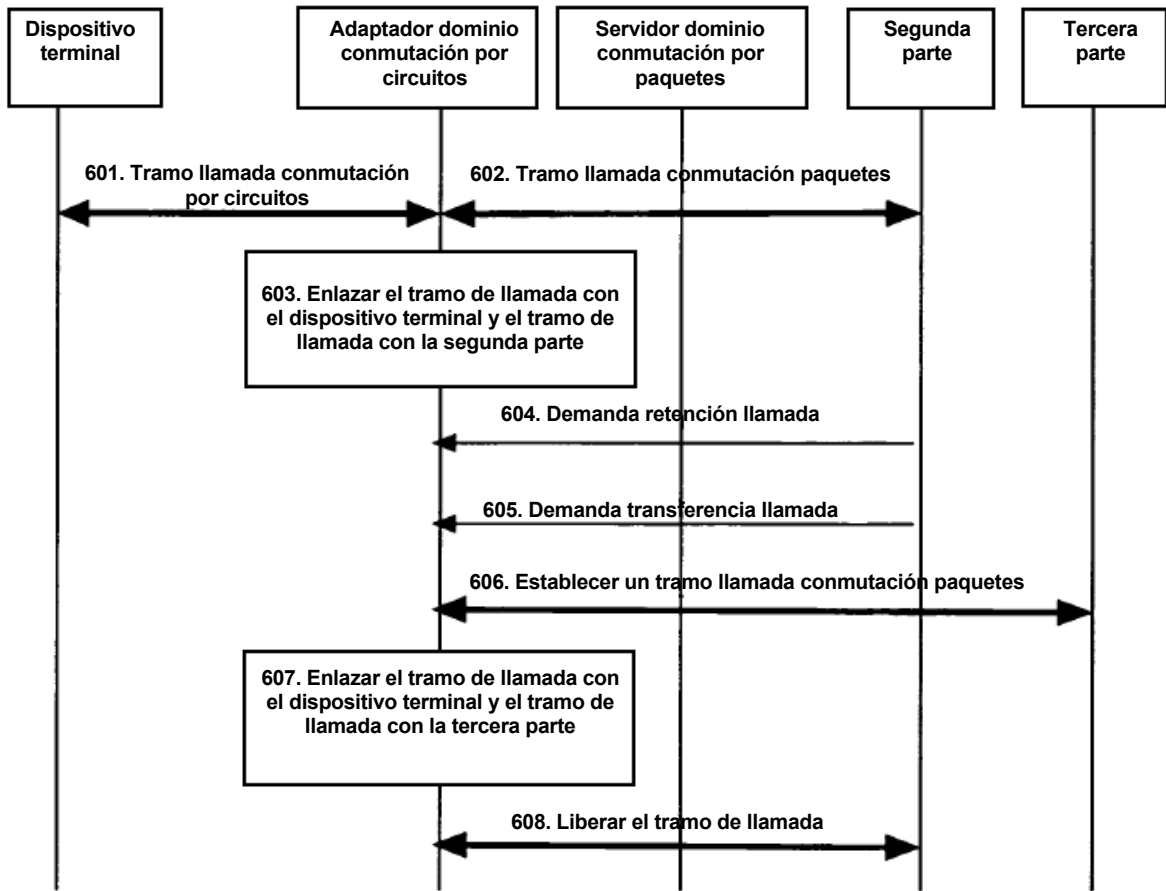 Dispositivo
terminal
Adaptador dominio
conmutación por
circuitos
Servidor dominio
conmutación por
paquetes
Segunda
parte
Tercera
parte
601. Tramo llamada conmutación
por circuitos
602. Tramo llamada conmutación paquetes
603. Enlazar el tramo de llamada con
el dispositivo terminal y el tramo de
llamada con la segunda parte
604. Demanda retención llamada
605. Demanda transferencia llamada
606. Establecer un tramo llamada conmutación paquetes
607. Enlazar el tramo de llamada con
el dispositivo terminal y el tramo de
llamada con la tercera parte
608. Liberar el tramo de llamada